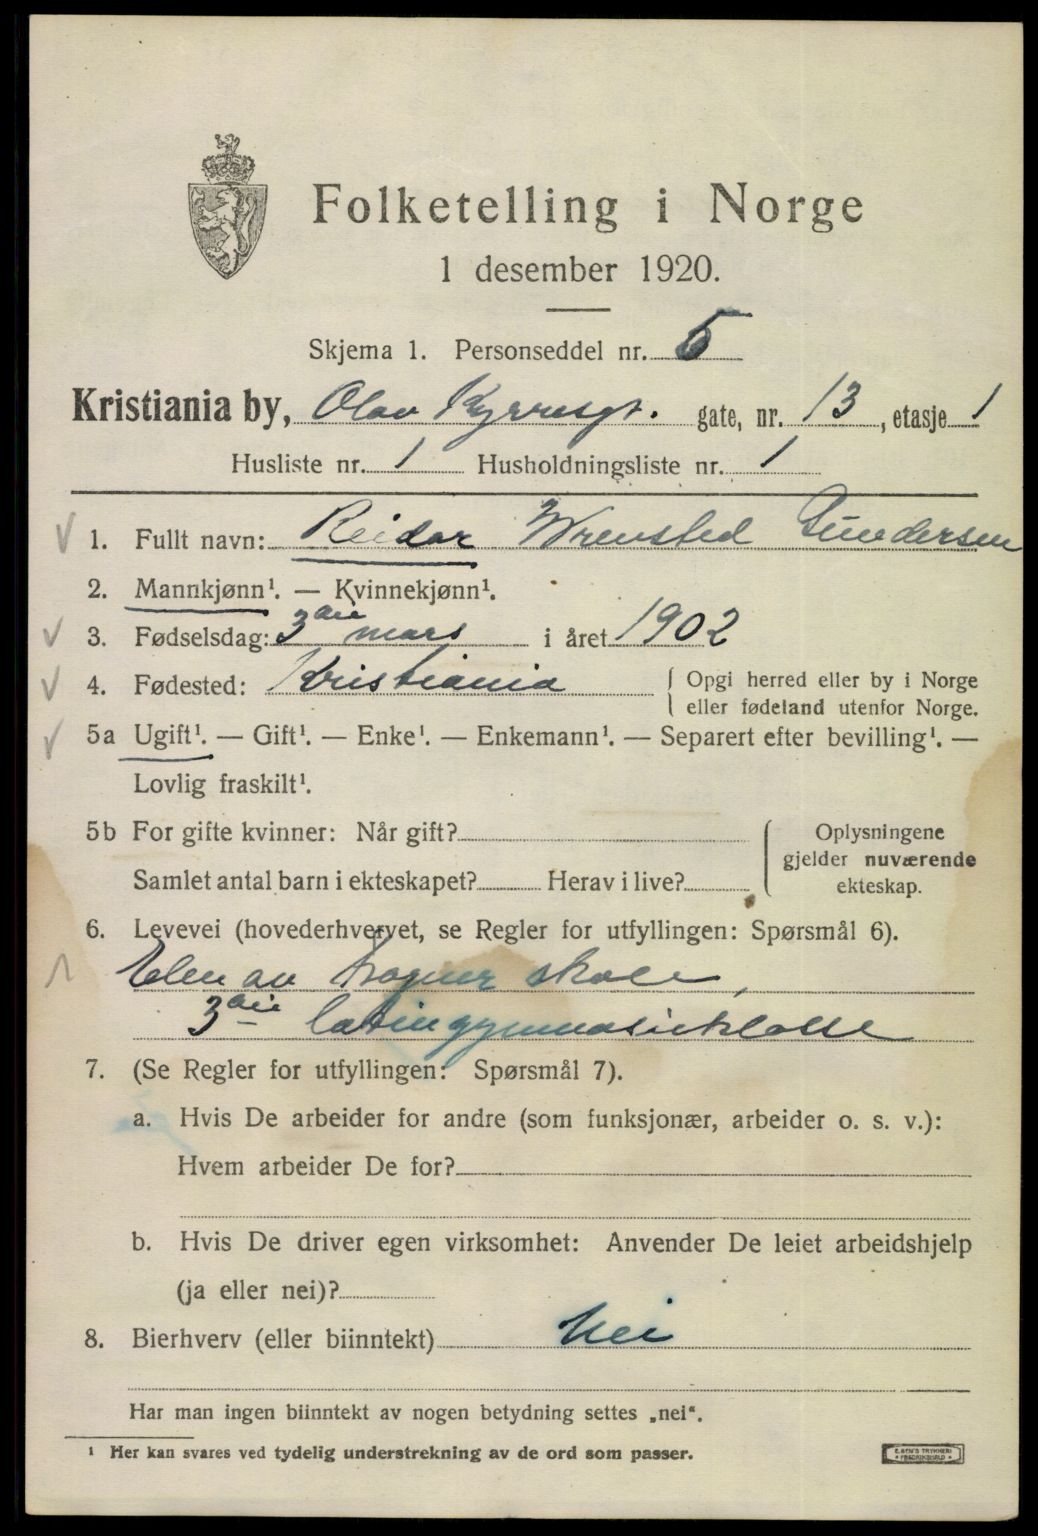 Folketelling i Norge
1 desember 1920.
Skjema 1. Personseddel nr. 5
Kristiania by, Olav Kyrresgt. gate, nr. 13, etasje 1
Husliste nr. 1 Husholdningsliste nr. 1
1. Fullt navn: Reidar Wrensted Gundersen
2. Mannkjønn¹. — Kvinnekjønn¹.
3. Fødselsdag: 3die mars i året 1902
4. Fødested: Kristiania { Opgi herred eller by i Norge
eller fødeland utenfor Norge.
5a Ugift¹. — Gift¹. — Enke¹. — Enkemann¹. — Separert efter bevilling¹. —
Lovlig fraskilt¹.
5b For gifte kvinner: Når gift? { Oplysningene
gjelder nuværende
Samlet antal barn i ekteskapet? Herav i live? ekteskap.
6. Levevei (hovederhvervet, se Regler for utfyllingen: Spørsmål 6).
Elev av Frogner skole,
3die latingymnasieklasse
7. (Se Regler for utfyllingen: Spørsmål 7).
a. Hvis De arbeider for andre (som funksjonær, arbeider o. s. v.):
Hvem arbeider De for?
b. Hvis De driver egen virksomhet: Anvender De leiet arbeidshjelp
(ja eller nei)?
8. Bierhverv (eller biinntekt) Nei
Har man ingen biinntekt av nogen betydning settes „nei“.
¹ Her kan svares ved tydelig understrekning av de ord som passer.
FREDRIKSHALD